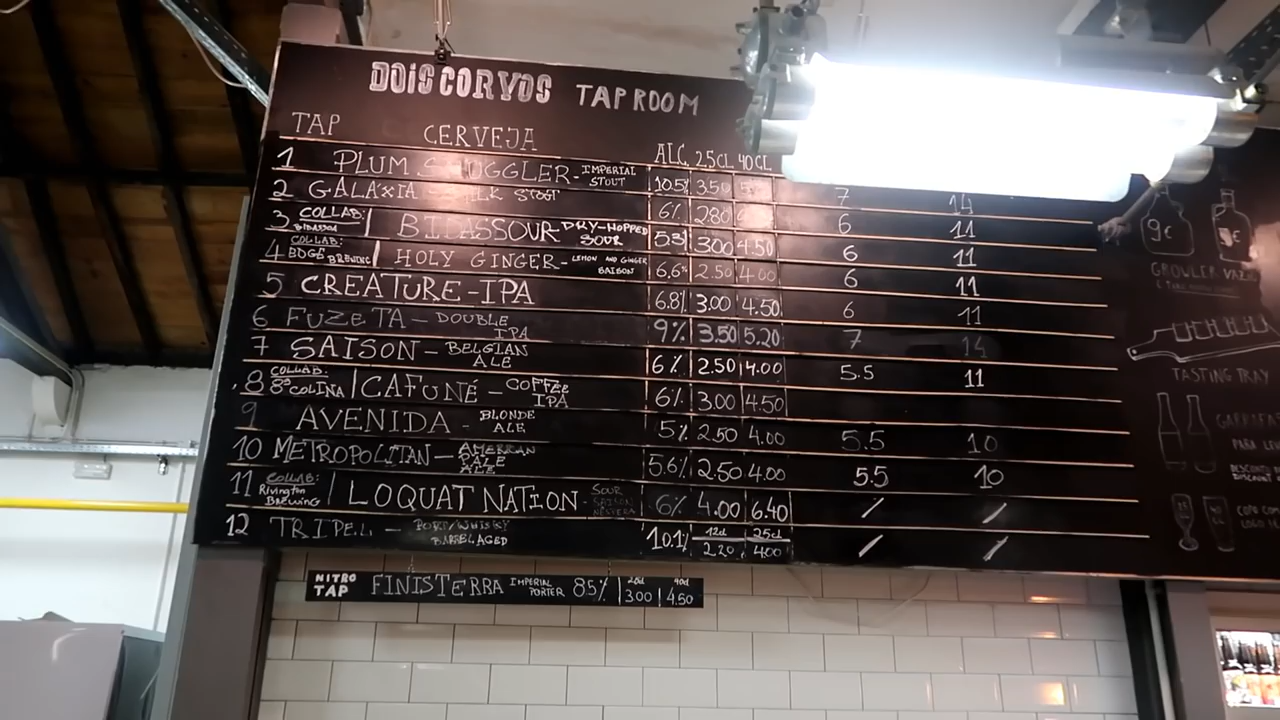 DOIS CORVOS TAPROOM
TAP CERVEJA ALC. 25CL 40CL
1 PLUM SMUGGLER - IMPERIAL STOUT 10.5% 3.50 7 14
2 GALAXIA MILK STOUT 6% 2.80 6 11
3 COLLAB: BIDASSOA | BIDASSOUR DRY-HOPPED SOUR 5.3% 3.00 4.50 6 11
4 COLLAB: EDGE BREWING | HOLY GINGER - LEMON AND GINGER SAISON 6.6% 2.50 4.00 6 11
5 CREATURE - IPA 6.8% 3.00 4.50 6 11
6 FUZETA - DOUBLE IPA 9% 3.50 5.20 7 14
7 SAISON - BELGIAN ALE 6% 2.50 4.00 5.5 11
8 COLLAB: 8ª COLINA | CAFUNÉ - COFFEE IPA 6% 3.00 4.50
9 AVENIDA - BLONDE ALE 5% 2.50 4.00 5.5 10
10 METROPOLITAN - AMERICAN PALE ALE 5.6% 2.50 4.00 5.5 10
11 COLLAB: Rivington BREWING | LOQUAT NATION - SOUR SAISON NESPERA 6% 4.00 6.40 / /
12 TRIPEL - PORT/WHISKY BARREL AGED 10.1% 12cl 2.20 25cl 4.00 / /
NITRO TAP FINISTERRA IMPERIAL PORTER 8.5% 3.00 4.50
9€
GROWLER
TASTING TRAY